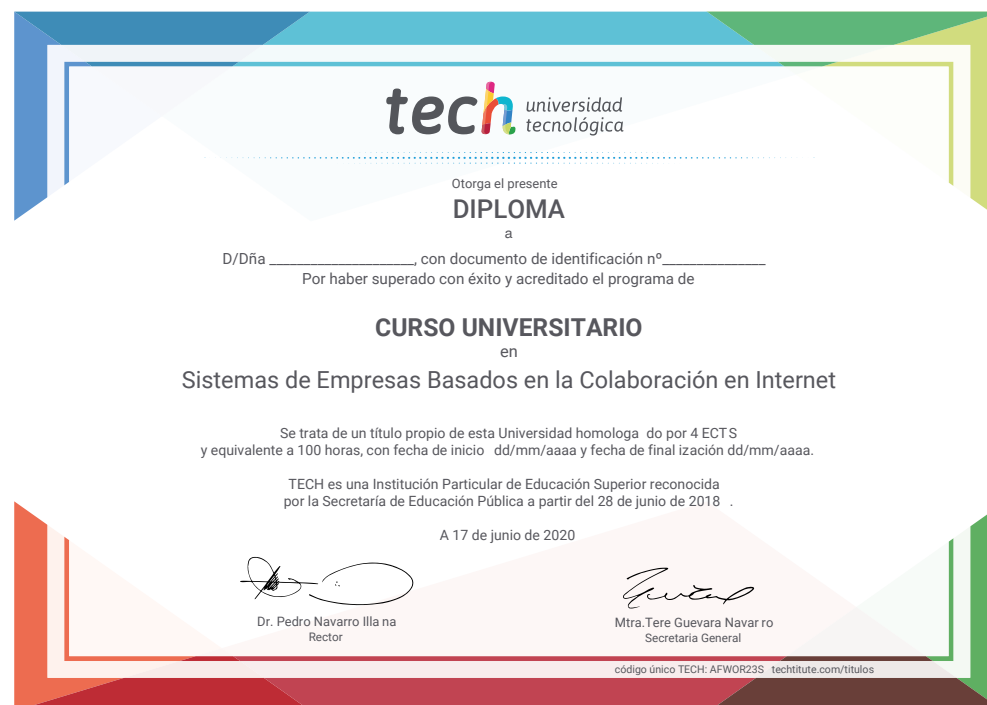 tech universidad
tecnológica
Otorga el presente
DIPLOMA
a
D/Dña ____________________, con documento de identificación nº______________
Por haber superado con éxito y acreditado el programa de
CURSO UNIVERSITARIO
en
Sistemas de Empresas Basados en la Colaboración en Internet
Se trata de un título propio de esta Universidad homologa do por 4 ECTS
y equivalente a 100 horas, con fecha de inicio dd/mm/aaaa y fecha de final ización dd/mm/aaaa.
TECH es una Institución Particular de Educación Superior reconocida
por la Secretaría de Educación Pública a partir del 28 de junio de 2018 .
A 17 de junio de 2020
Dr. Pedro Navarro Illa na
Rector
Mtra.Tere Guevara Navar ro
Secretaria General
código único TECH: AFWOR23S techtitute.com/titulos